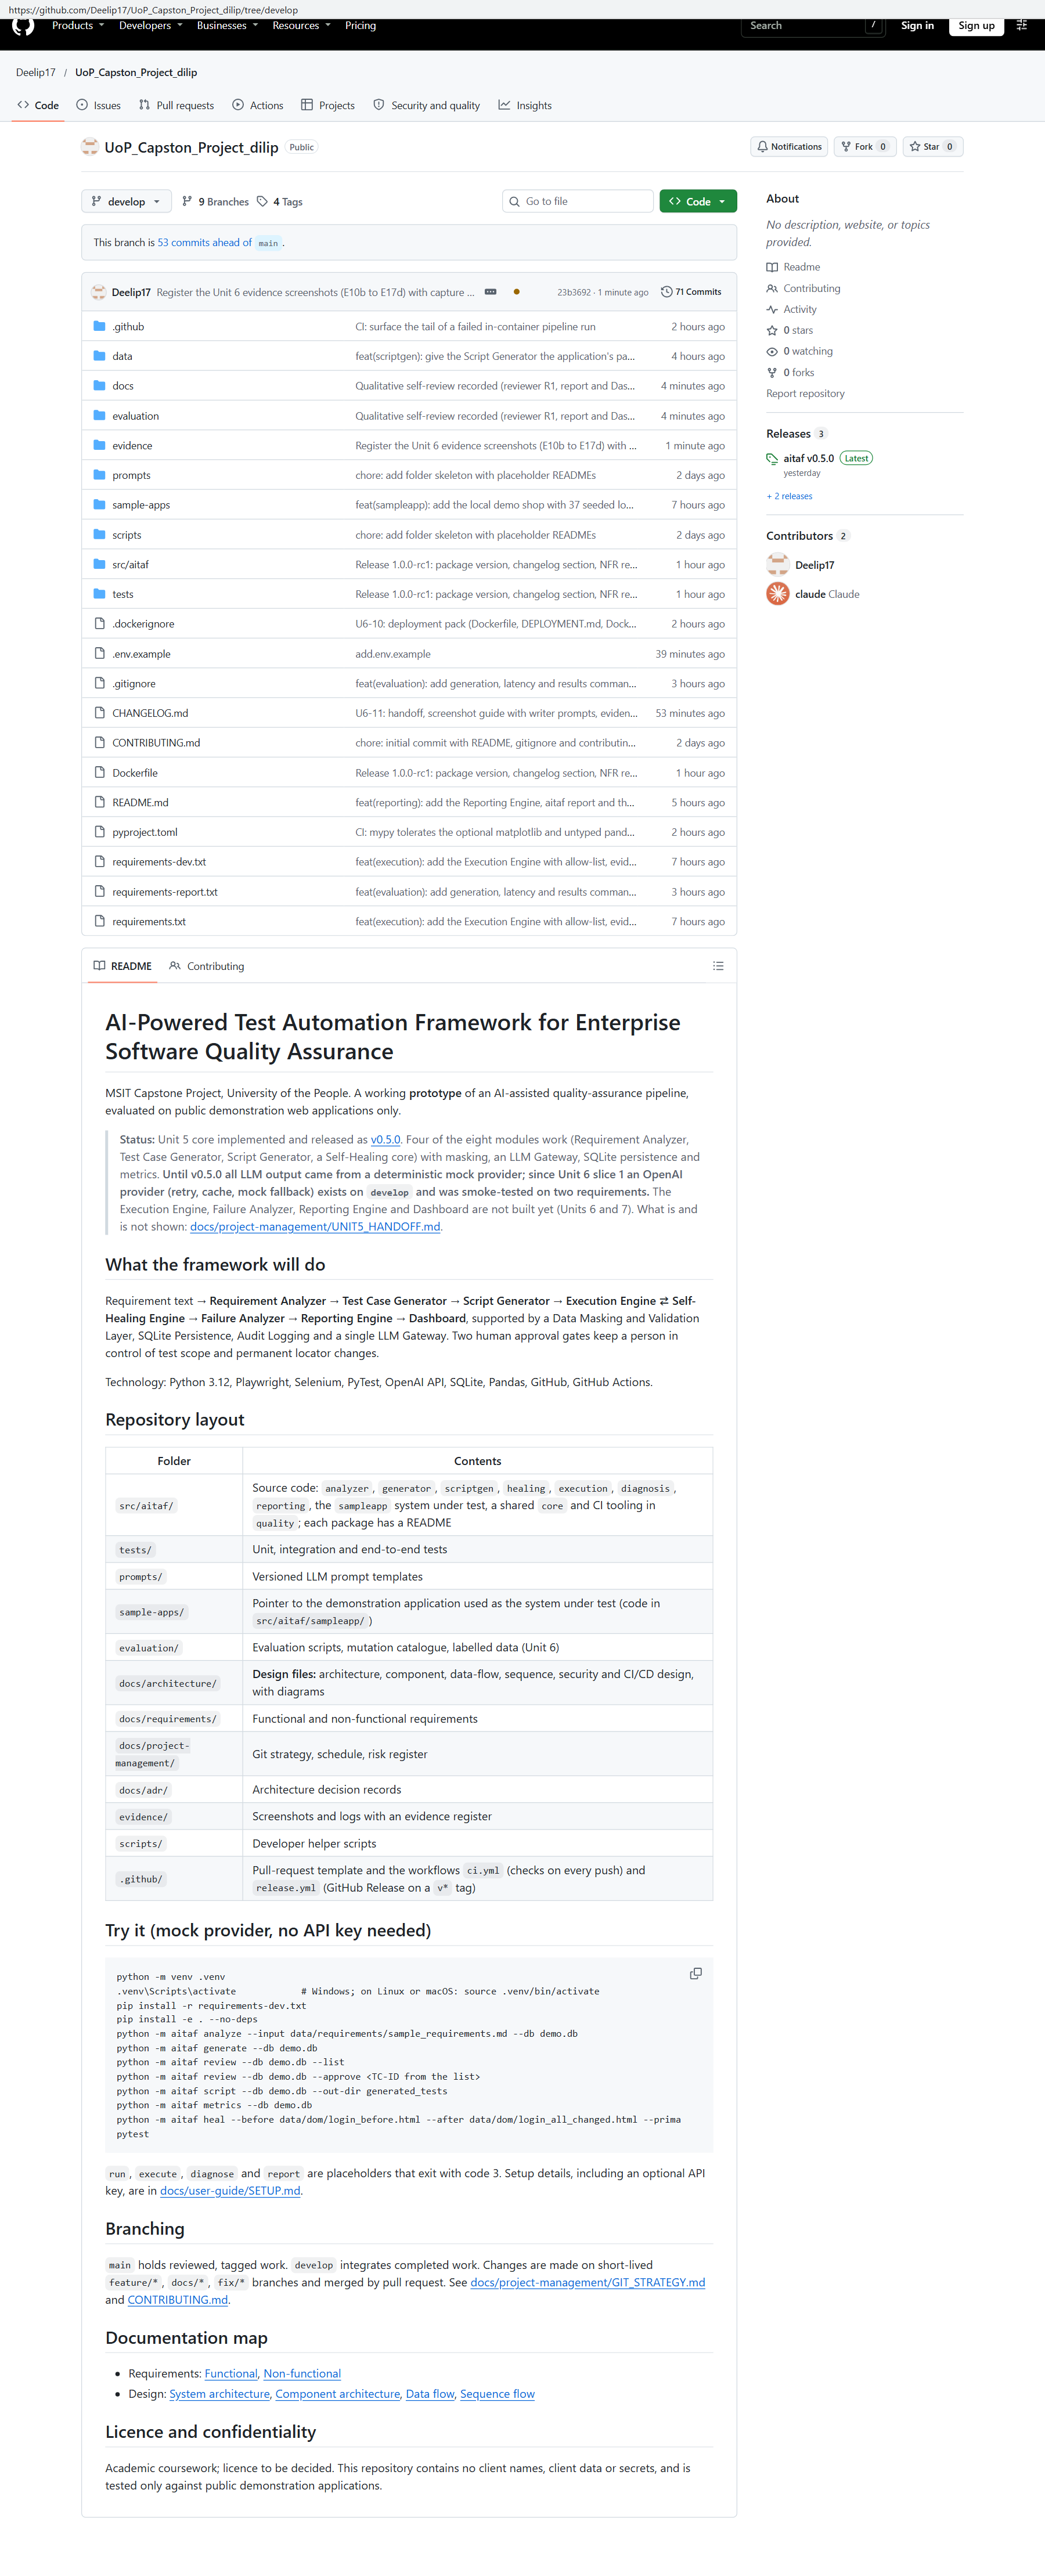 https://github.com/Deelip17/UoP_Capston_Project_dilip/tree/develop
Products Developers Businesses Resources Pricing Search / Sign in Sign up
Deelip17 / UoP_Capston_Project_dilip
Code Issues Pull requests Actions Projects Security and quality Insights
UoP_Capston_Project_dilip Public Notifications Fork 0 Star 0
develop 9 Branches 4 Tags Go to file Code
This branch is 53 commits ahead of main.
Deelip17 Register the Unit 6 evidence screenshots (E10b to E17d) with capture ... 23b3692 · 1 minute ago 71 Commits
.github CI: surface the tail of a failed in-container pipeline run 2 hours ago
data feat(scriptgen): give the Script Generator the application's pa... 4 hours ago
docs Qualitative self-review recorded (reviewer R1, report and Das... 4 minutes ago
evaluation Qualitative self-review recorded (reviewer R1, report and Das... 4 minutes ago
evidence Register the Unit 6 evidence screenshots (E10b to E17d) with ... 1 minute ago
prompts chore: add folder skeleton with placeholder READMEs 2 days ago
sample-apps feat(sampleapp): add the local demo shop with 37 seeded lo... 7 hours ago
scripts chore: add folder skeleton with placeholder READMEs 2 days ago
src/aitaf Release 1.0.0-rc1: package version, changelog section, NFR re... 1 hour ago
tests Release 1.0.0-rc1: package version, changelog section, NFR re... 1 hour ago
.dockerignore U6-10: deployment pack (Dockerfile, DEPLOYMENT.md, Dock... 2 hours ago
.env.example add.env.example 39 minutes ago
.gitignore feat(evaluation): add generation, latency and results comman... 3 hours ago
CHANGELOG.md U6-11: handoff, screenshot guide with writer prompts, eviden... 53 minutes ago
CONTRIBUTING.md chore: initial commit with README, gitignore and contributin... 2 days ago
Dockerfile Release 1.0.0-rc1: package version, changelog section, NFR re... 1 hour ago
README.md feat(reporting): add the Reporting Engine, aitaf report and th... 5 hours ago
pyproject.toml CI: mypy tolerates the optional matplotlib and untyped pand... 2 hours ago
requirements-dev.txt feat(execution): add the Execution Engine with allow-list, evid... 7 hours ago
requirements-report.txt feat(evaluation): add generation, latency and results comman... 3 hours ago
requirements.txt feat(execution): add the Execution Engine with allow-list, evid... 7 hours ago
About
No description, website, or topics
provided.
Readme
Contributing
Activity
0 stars
0 watching
0 forks
Report repository
Releases 3
aitaf v0.5.0 Latest
yesterday
+ 2 releases
Contributors 2
Deelip17
claude Claude
README Contributing
AI-Powered Test Automation Framework for Enterprise
Software Quality Assurance
MSIT Capstone Project, University of the People. A working prototype of an AI-assisted quality-assurance pipeline,
evaluated on public demonstration web applications only.
Status: Unit 5 core implemented and released as v0.5.0. Four of the eight modules work (Requirement Analyzer,
Test Case Generator, Script Generator, a Self-Healing core) with masking, an LLM Gateway, SQLite persistence and
metrics. Until v0.5.0 all LLM output came from a deterministic mock provider; since Unit 6 slice 1 an OpenAI
provider (retry, cache, mock fallback) exists on develop and was smoke-tested on two requirements. The
Execution Engine, Failure Analyzer, Reporting Engine and Dashboard are not built yet (Units 6 and 7). What is and
is not shown: docs/project-management/UNIT5_HANDOFF.md.
What the framework will do
Requirement text → Requirement Analyzer → Test Case Generator → Script Generator → Execution Engine ⇄ Self-
Healing Engine → Failure Analyzer → Reporting Engine → Dashboard, supported by a Data Masking and Validation
Layer, SQLite Persistence, Audit Logging and a single LLM Gateway. Two human approval gates keep a person in
control of test scope and permanent locator changes.
Technology: Python 3.12, Playwright, Selenium, PyTest, OpenAI API, SQLite, Pandas, GitHub, GitHub Actions.
Repository layout
Folder Contents
src/aitaf/ Source code: analyzer, generator, scriptgen, healing, execution, diagnosis,
reporting, the sampleapp system under test, a shared core and CI tooling in
quality; each package has a README
tests/ Unit, integration and end-to-end tests
prompts/ Versioned LLM prompt templates
sample-apps/ Pointer to the demonstration application used as the system under test (code in
src/aitaf/sampleapp/)
evaluation/ Evaluation scripts, mutation catalogue, labelled data (Unit 6)
docs/architecture/ Design files: architecture, component, data-flow, sequence, security and CI/CD design,
with diagrams
docs/requirements/ Functional and non-functional requirements
docs/project-
management/ Git strategy, schedule, risk register
docs/adr/ Architecture decision records
evidence/ Screenshots and logs with an evidence register
scripts/ Developer helper scripts
.github/ Pull-request template and the workflows ci.yml (checks on every push) and
release.yml (GitHub Release on a v* tag)
Try it (mock provider, no API key needed)
python -m venv .venv
.venv\Scripts\activate # Windows; on Linux or macOS: source .venv/bin/activate
pip install -r requirements-dev.txt
pip install -e . --no-deps
python -m aitaf analyze --input data/requirements/sample_requirements.md --db demo.db
python -m aitaf generate --db demo.db
python -m aitaf review --db demo.db --list
python -m aitaf review --db demo.db --approve <TC-ID from the list>
python -m aitaf script --db demo.db --out-dir generated_tests
python -m aitaf metrics --db demo.db
python -m aitaf heal --before data/dom/login_before.html --after data/dom/login_all_changed.html --prima
pytest
run, execute, diagnose and report are placeholders that exit with code 3. Setup details, including an optional API
key, are in docs/user-guide/SETUP.md.
Branching
main holds reviewed, tagged work. develop integrates completed work. Changes are made on short-lived
feature/*, docs/*, fix/* branches and merged by pull request. See docs/project-management/GIT_STRATEGY.md
and CONTRIBUTING.md.
Documentation map
• Requirements: Functional, Non-functional
• Design: System architecture, Component architecture, Data flow, Sequence flow
Licence and confidentiality
Academic coursework; licence to be decided. This repository contains no client names, client data or secrets, and is
tested only against public demonstration applications.